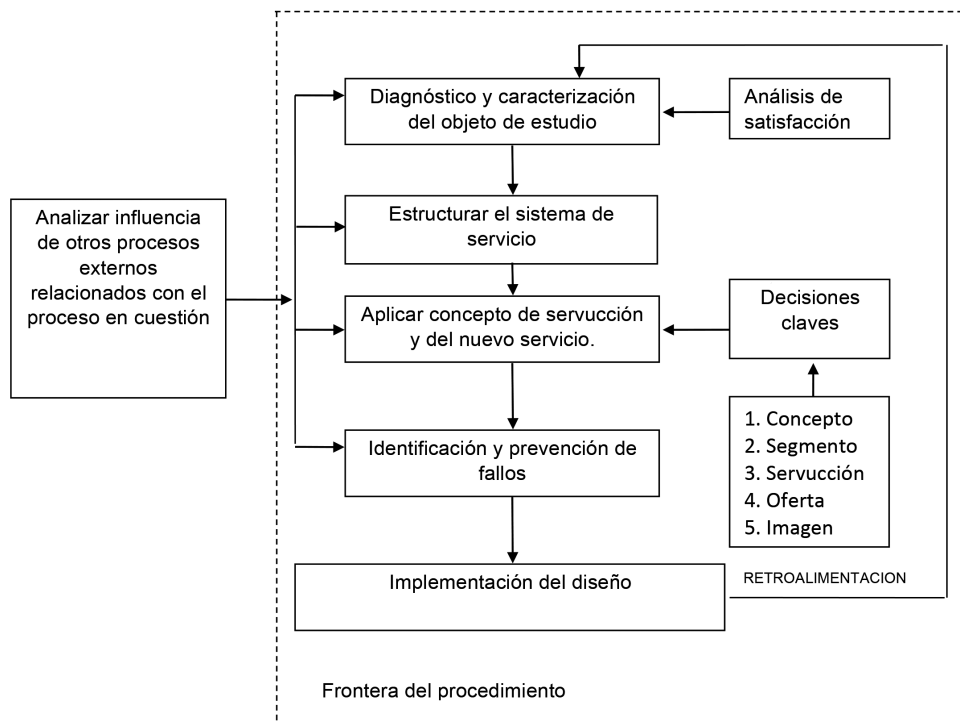 Diagnóstico y caracterización
del objeto de estudio
Análisis de
satisfacción
Analizar influencia
de otros procesos
externos
relacionados con el
proceso en cuestión
Estructurar el sistema de
servicio
Aplicar concepto de servucción
y del nuevo servicio.
Decisiones
claves
1. Concepto
2. Segmento
3. Servucción
4. Oferta
5. Imagen
Identificación y prevención de
fallos
Implementación del diseño
RETROALIMENTACION
Frontera del procedimiento